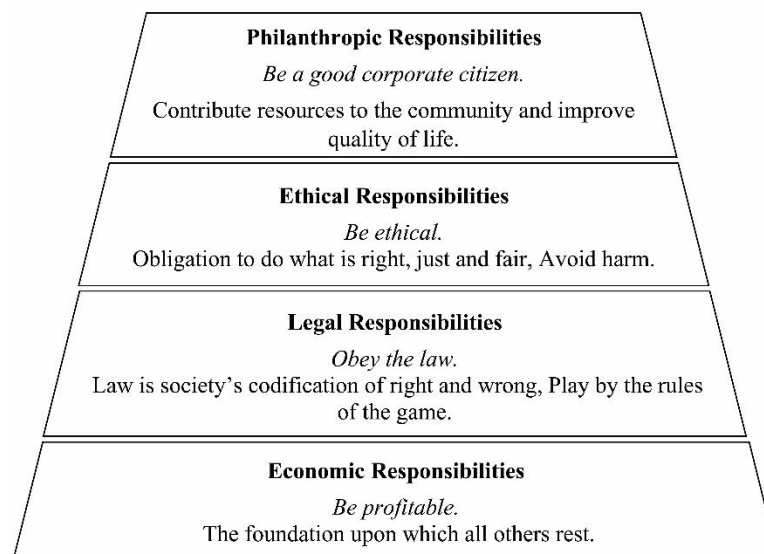 Philanthropic Responsibilities
Be a good corporate citizen.
Contribute resources to the community and improve
quality of life.
Ethical Responsibilities
Be ethical.
Obligation to do what is right, just and fair, Avoid harm.
Legal Responsibilities
Obey the law.
Law is society’s codification of right and wrong, Play by the rules
of the game.
Economic Responsibilities
Be profitable.
The foundation upon which all others rest.